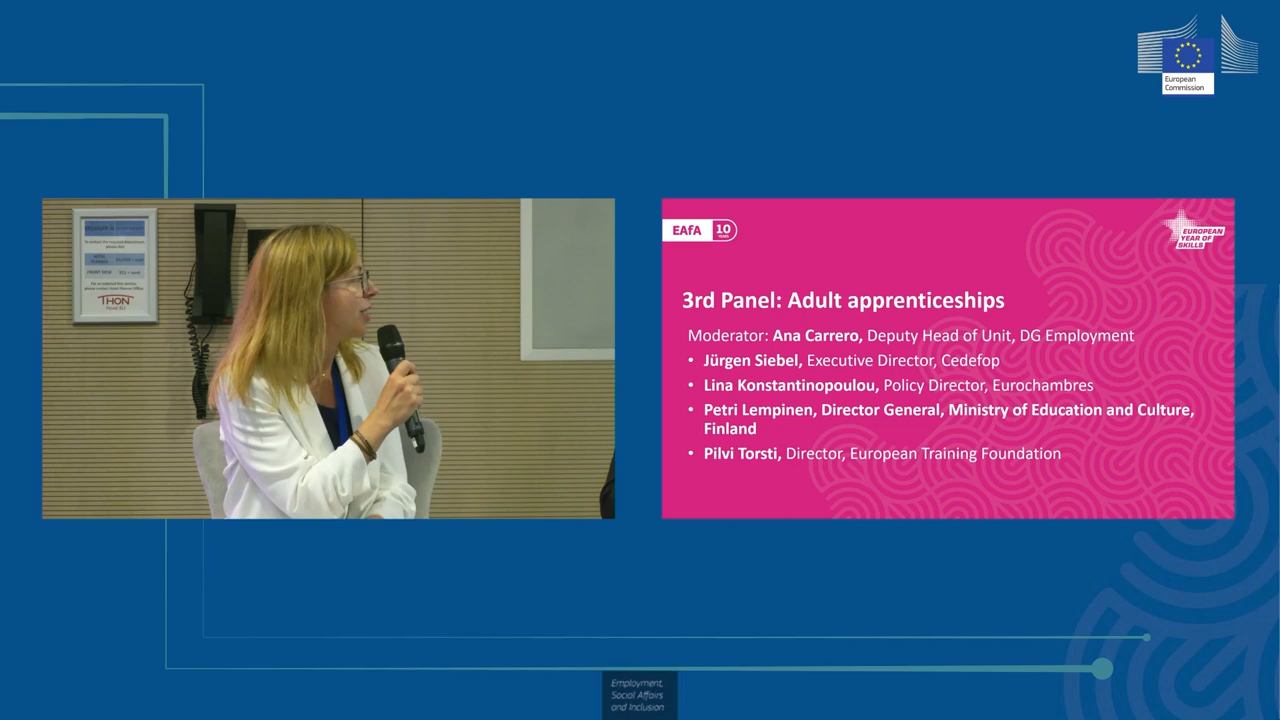 European
Commission
THON
EAfA 10
YEARS
EUROPEAN
YEAR OF
SKILLS
3rd Panel: Adult apprenticeships
Moderator: Ana Carrero, Deputy Head of Unit, DG Employment
• Jürgen Siebel, Executive Director, Cedefop
• Lina Konstantinopoulou, Policy Director, Eurochambres
• Petri Lempinen, Director General, Ministry of Education and Culture,
Finland
• Pilvi Torsti, Director, European Training Foundation
Employment,
Social Affairs
and Inclusion